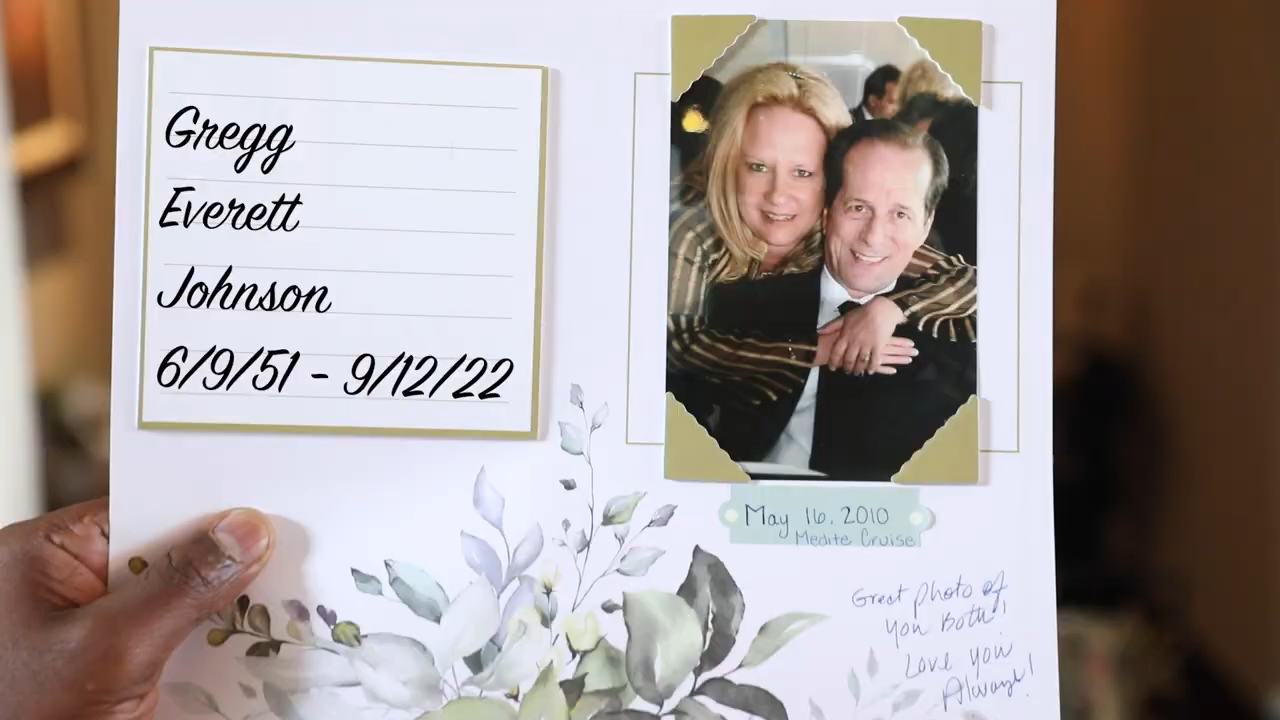 Gregg
Everett
Johnson
6/9/51 - 9/12/22
May 16, 2010
Medite Cruise
Great photo of
you Both!
Love you
Always!